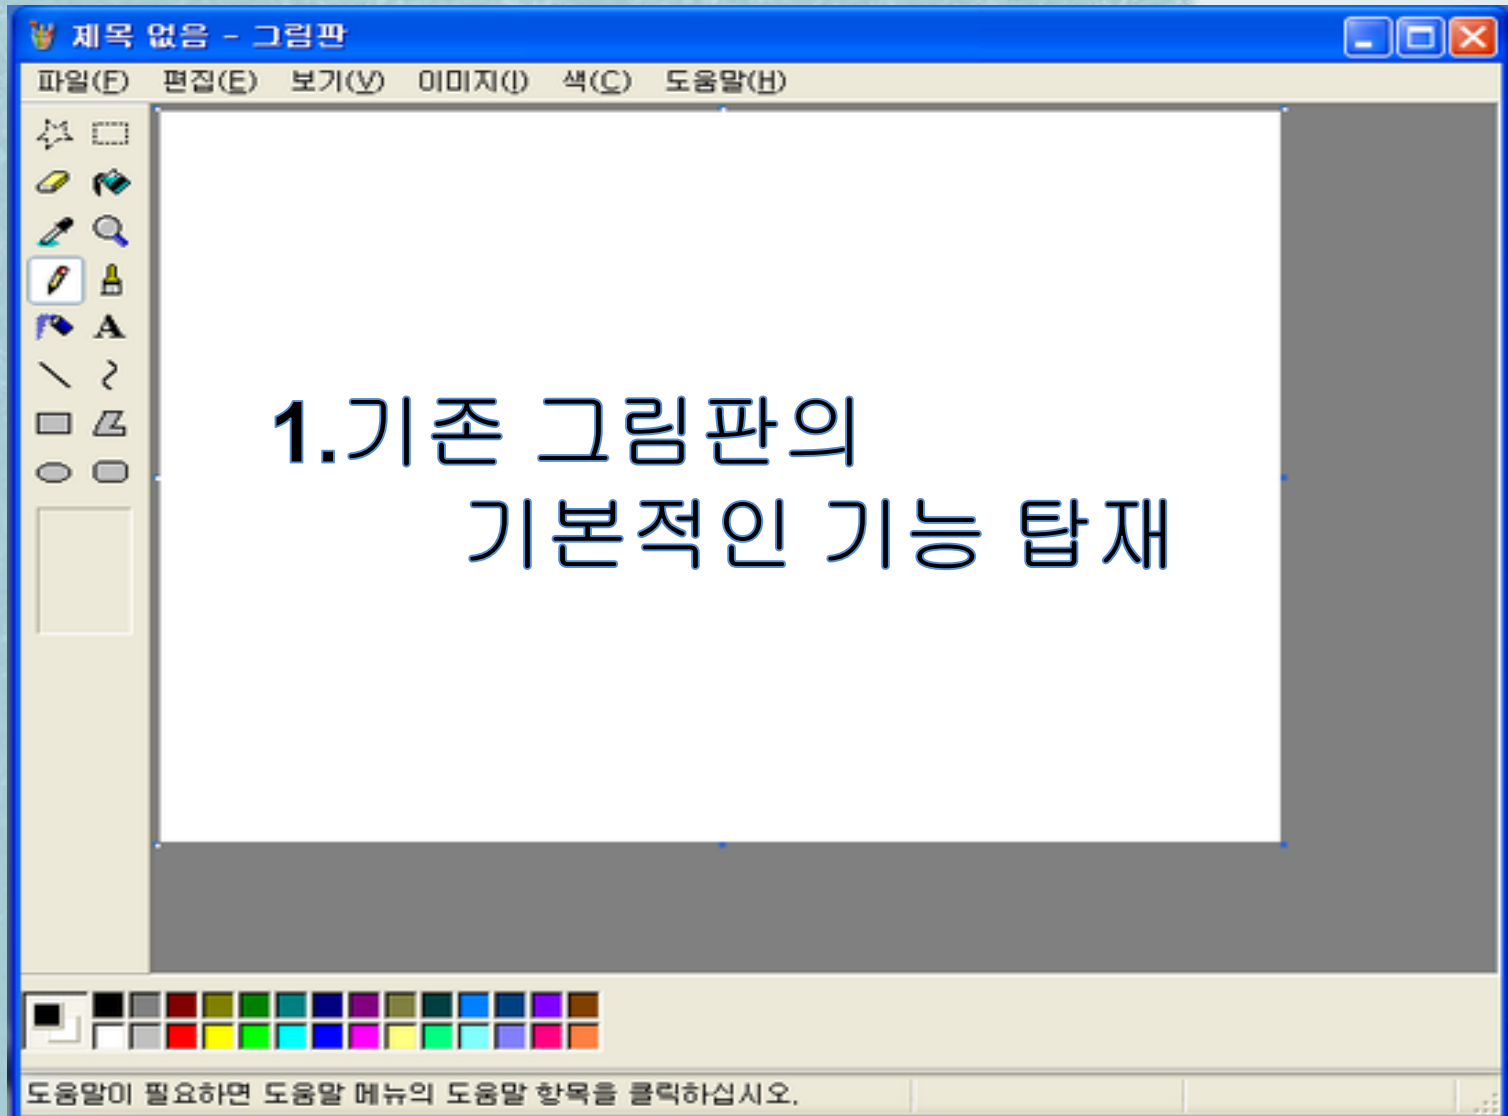 제목 없음 - 그림판
파일(F) 편집(E) 보기(V) 이미지(I) 색(C) 도움말(H)
A
1.기존 그림판의
기본적인 기능 탑재
도움말이 필요하면 도움말 메뉴의 도움말 항목을 클릭하십시오.